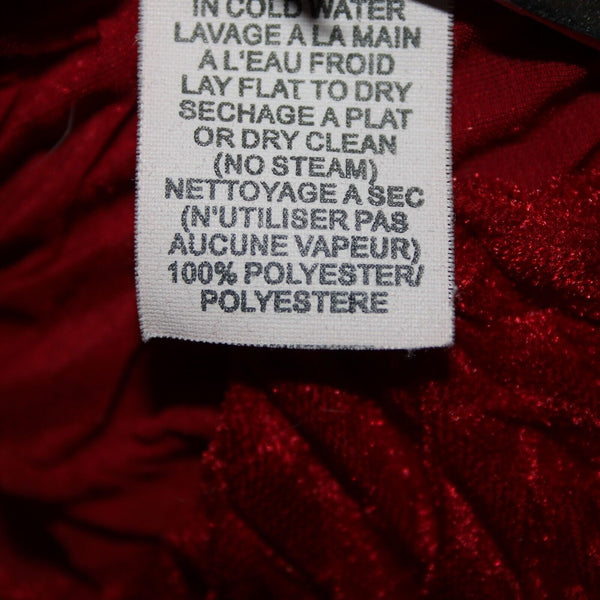 IN COLD WATER
LAVAGE A LA MAIN
A L'EAU FROID
LAY FLAT TO DRY
SECHAGE A PLAT
OR DRY CLEAN
(NO STEAM)
NETTOYAGE A SEC
(N'UTILISER PAS
AUCUNE VAPEUR)
100% POLYESTER/
POLYESTERE